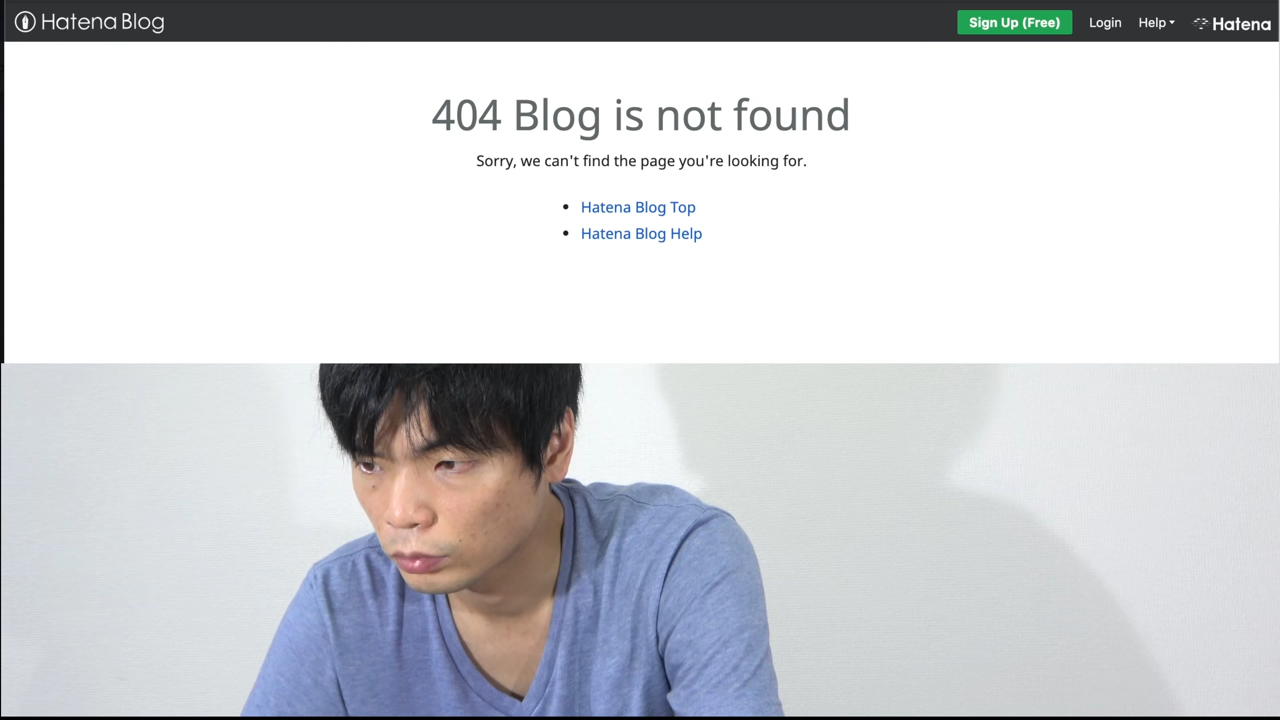 Hatena Blog
Sign Up (Free)
Login
Help
Hatena
404 Blog is not found
Sorry, we can't find the page you're looking for.
Hatena Blog Top
Hatena Blog Help